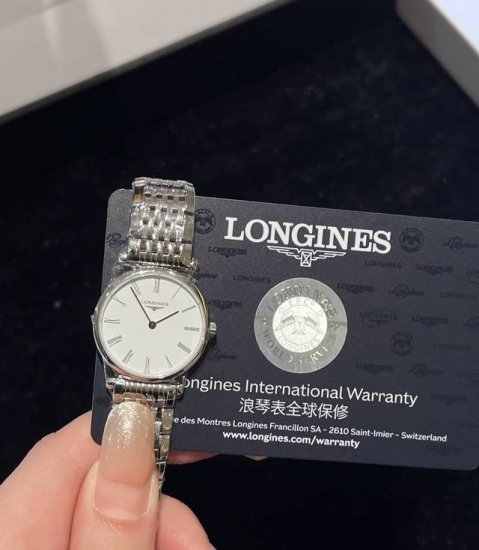 LONGINES
LONGINES
LONGINES
Longines International Warranty
浪琴表全球保修
des Montres Longines Francillon SA – 2610 Saint-Imier – Switzerland
www.longines.com/warranty